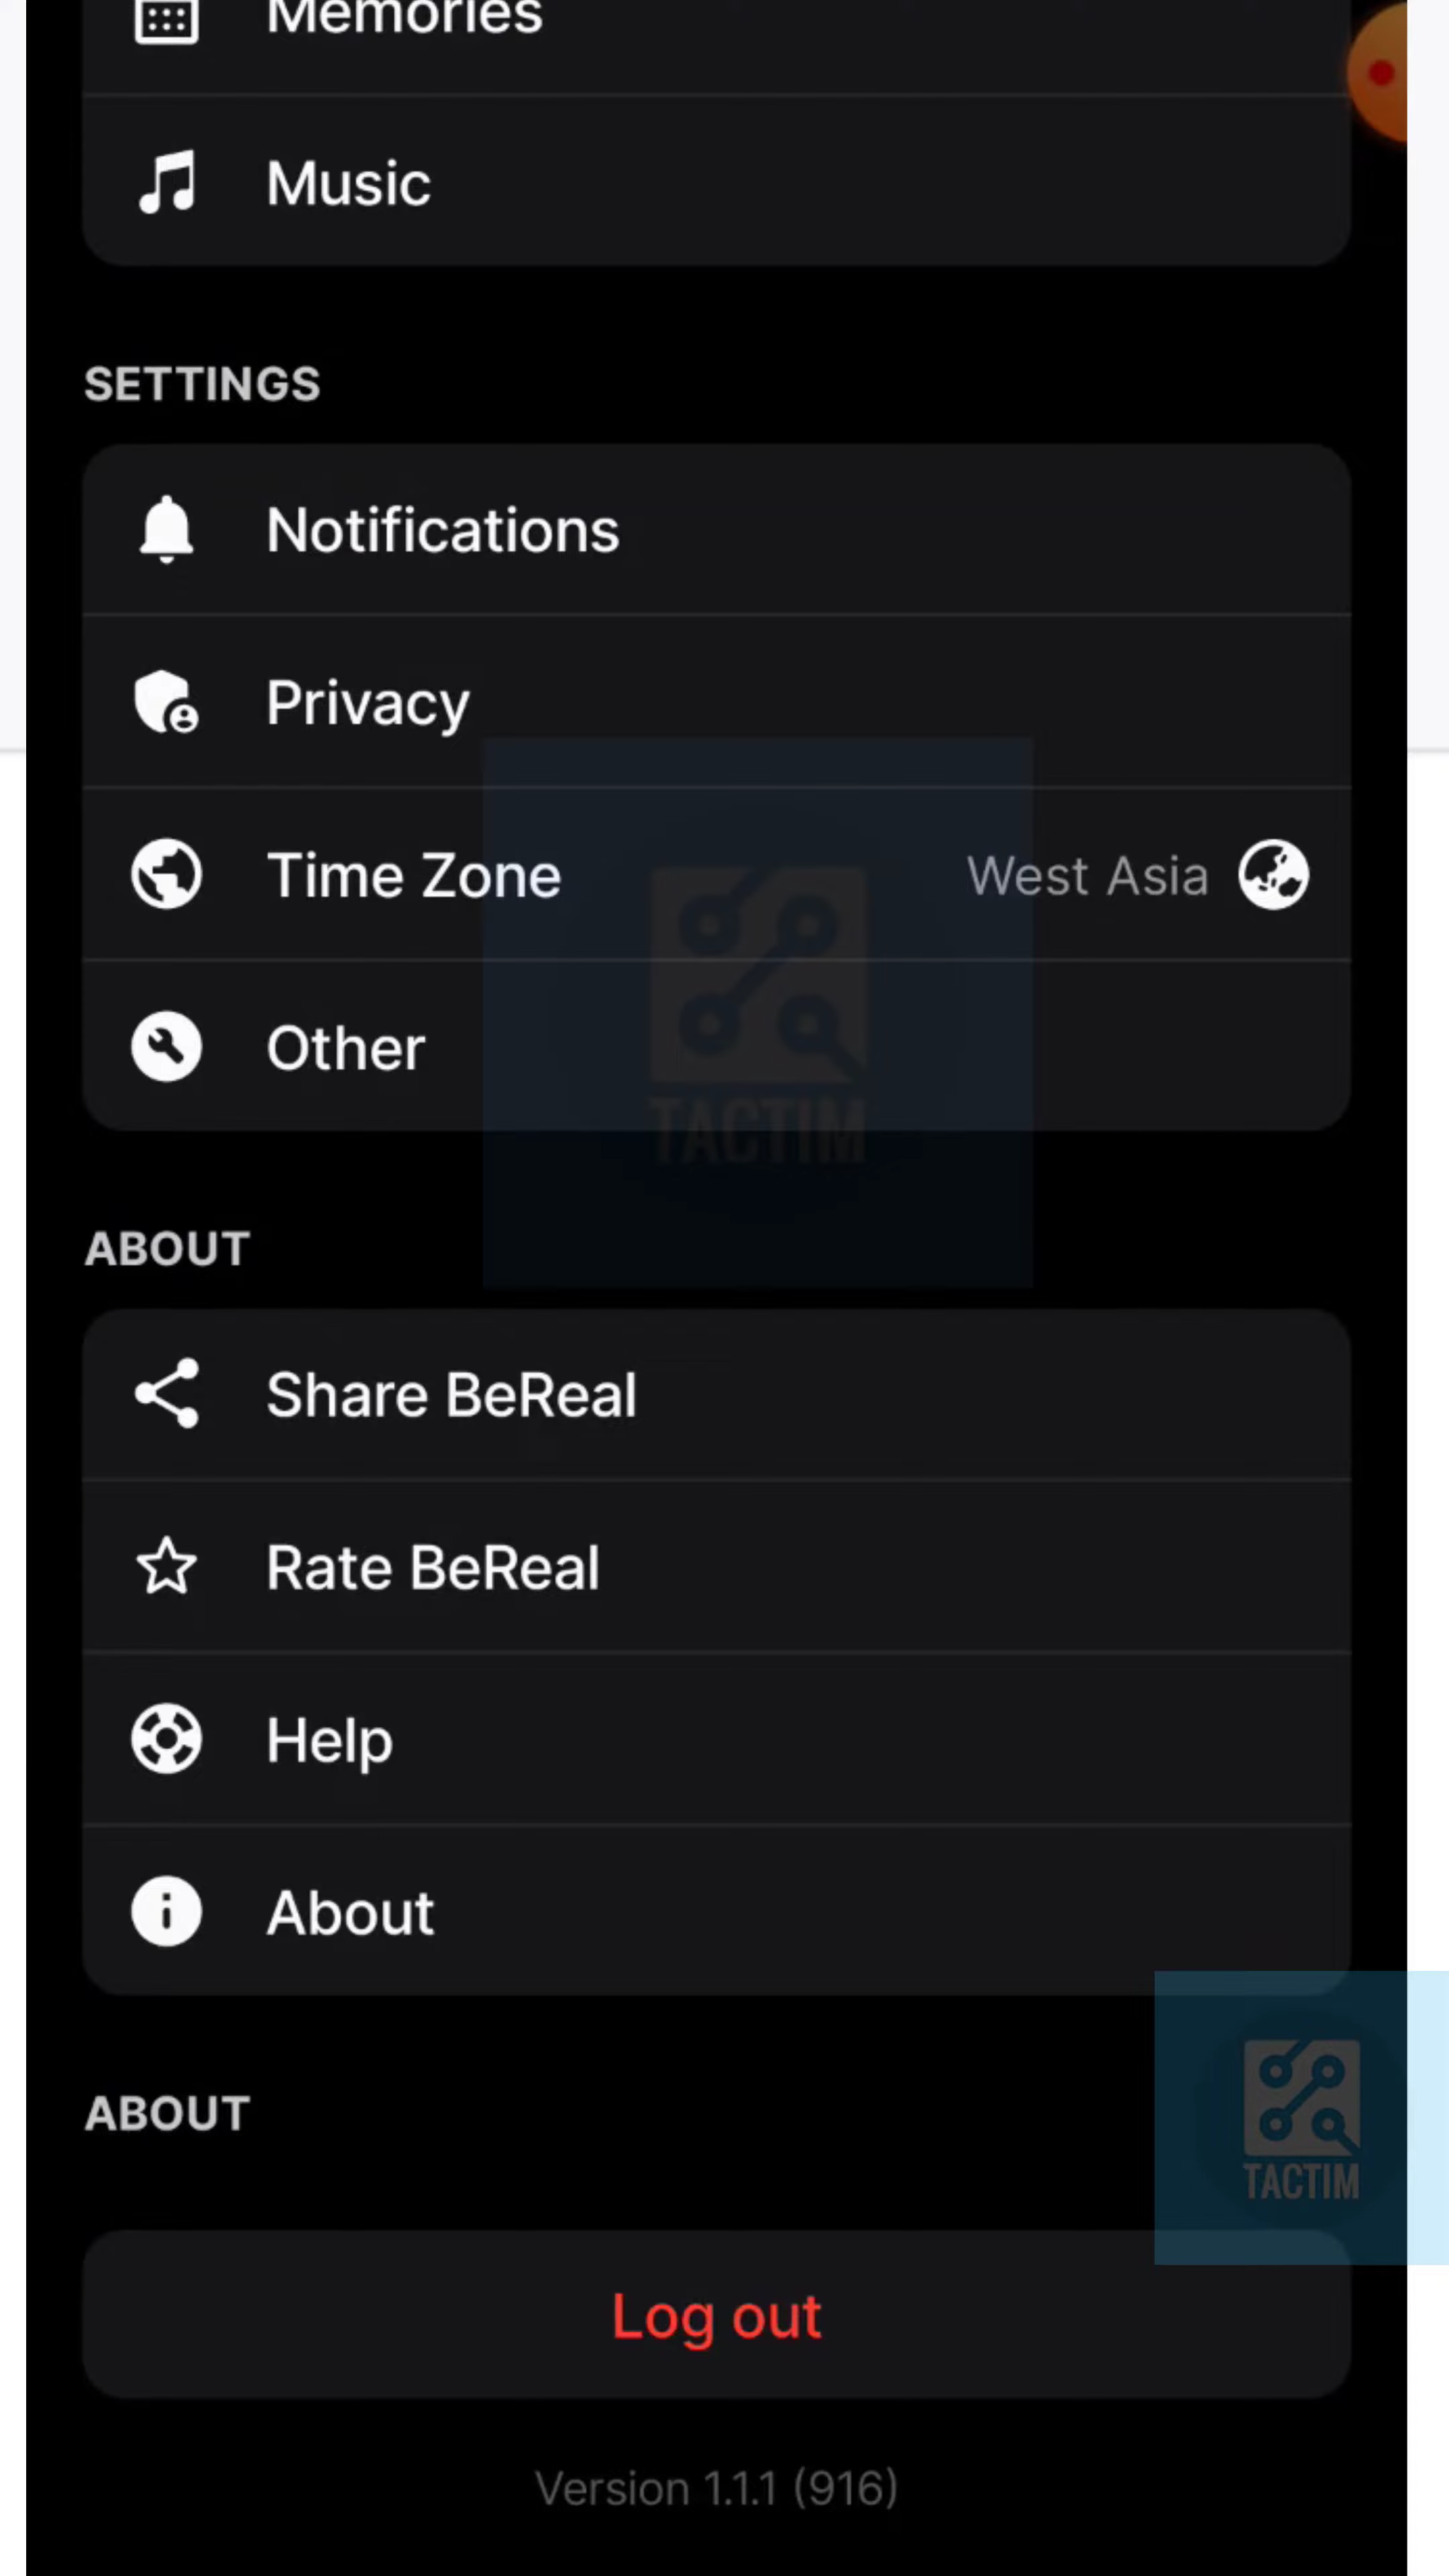 Memories
Music
SETTINGS
Notifications
Privacy
Time Zone
West Asia
Other
TACTIM
ABOUT
Share BeReal
Rate BeReal
Help
About
ABOUT
TACTIM
Log out
Version 1.1.1 (916)